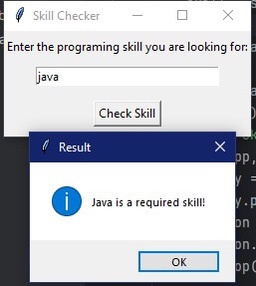 Skill Checker
Enter the programing skill you are looking for:
java
Check Skill
Result
Java is a required skill!
OK